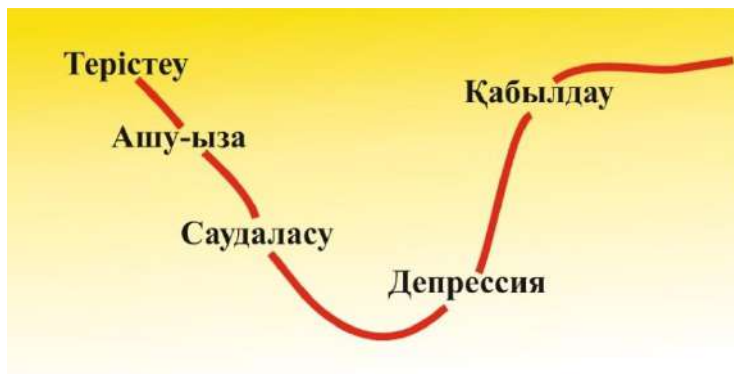 Терістеу
Ашу-ыза
Саудаласу
Депрессия
Қабылдау